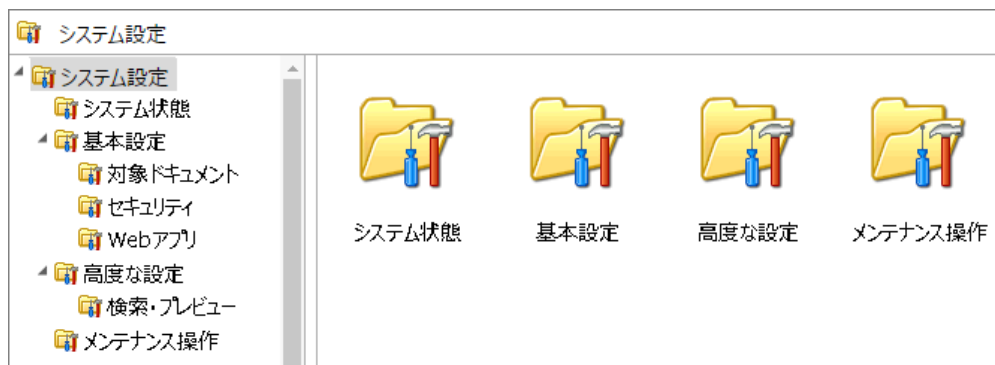 システム設定
システム設定
システム状態
基本設定
対象ドキュメント
セキュリティ
Webアプリ
高度な設定
検索・プレビュー
メンテナンス操作
システム状態
基本設定
高度な設定
メンテナンス操作